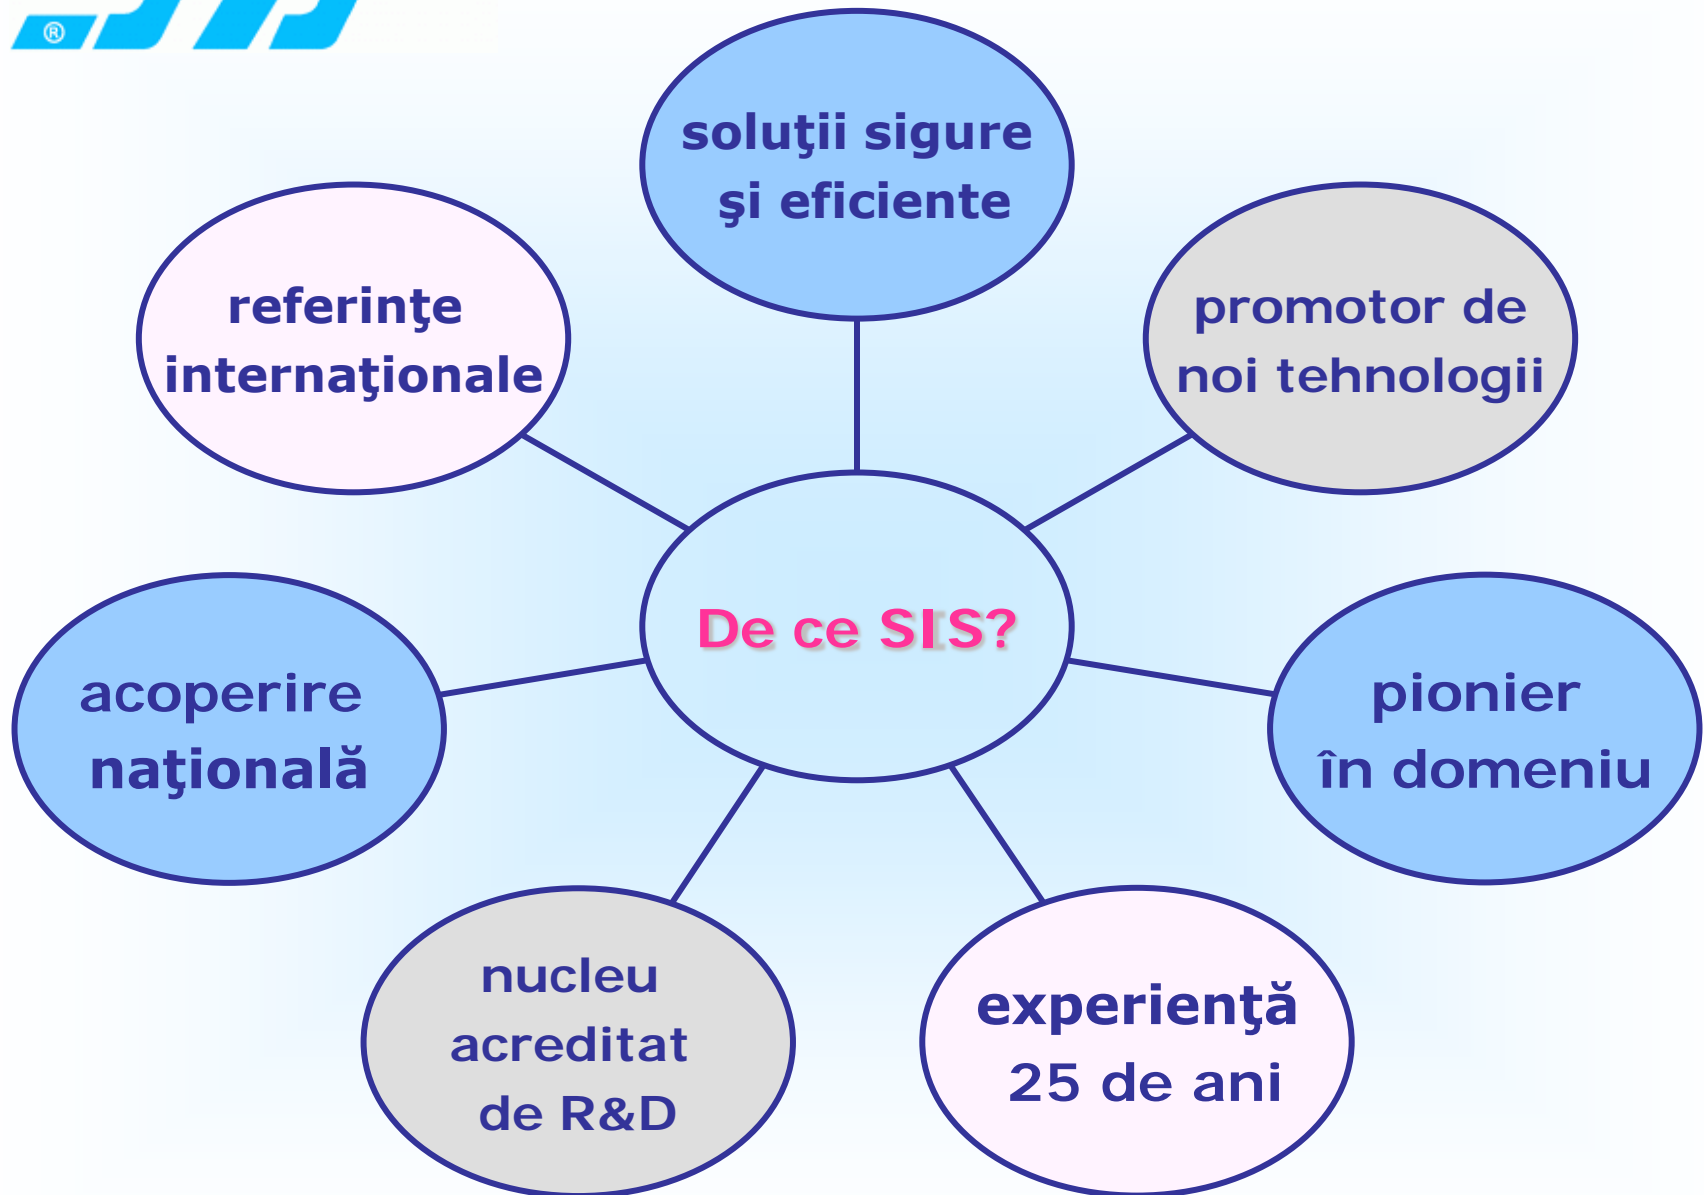 ®
soluţii sigure
şi eficiente
promotor de
noi tehnologii
pionier
în domeniu
experienţă
25 de ani
nucleu
acreditat
de R&D
acoperire
naţională
referinţe
internaţionale
De ce SIS?